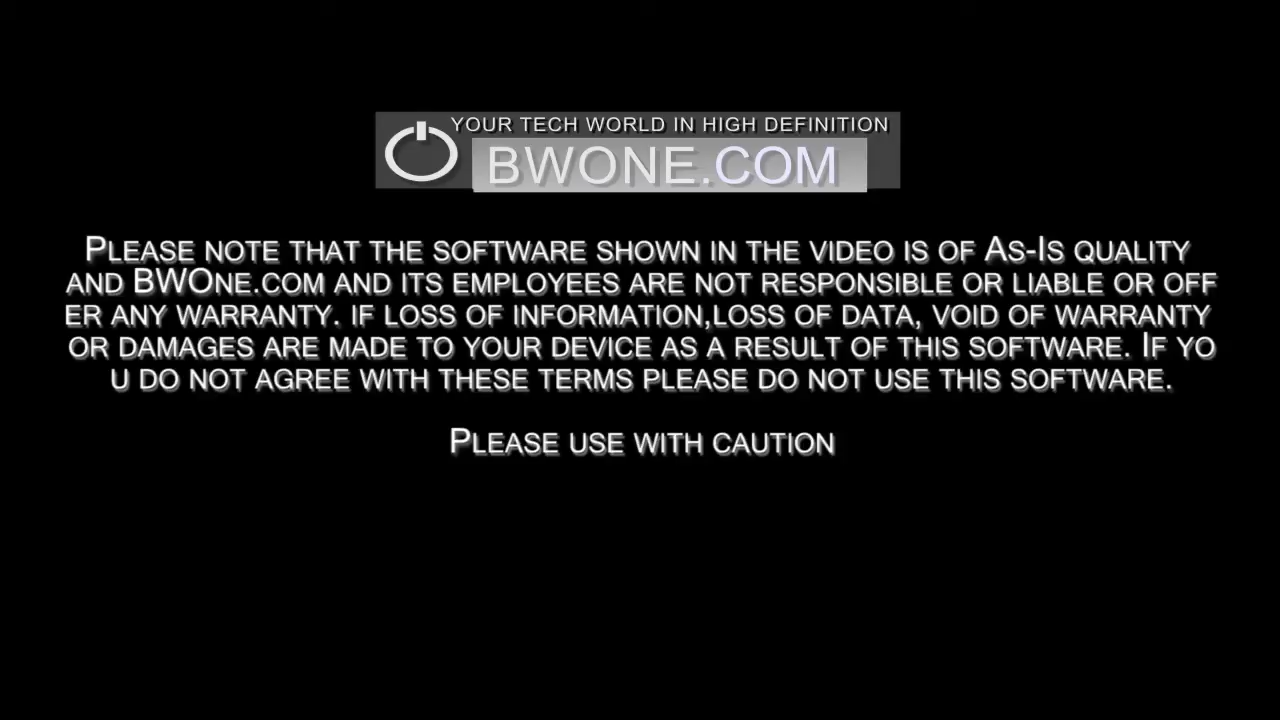 YOUR TECH WORLD IN HIGH DEFINITION
BWONE.COM
PLEASE NOTE THAT THE SOFTWARE SHOWN IN THE VIDEO IS OF AS-IS QUALITY
AND BWONE.COM AND ITS EMPLOYEES ARE NOT RESPONSIBLE OR LIABLE OR OFF
ER ANY WARRANTY. IF LOSS OF INFORMATION,LOSS OF DATA, VOID OF WARRANTY
OR DAMAGES ARE MADE TO YOUR DEVICE AS A RESULT OF THIS SOFTWARE. IF YO
U DO NOT AGREE WITH THESE TERMS PLEASE DO NOT USE THIS SOFTWARE.
PLEASE USE WITH CAUTION